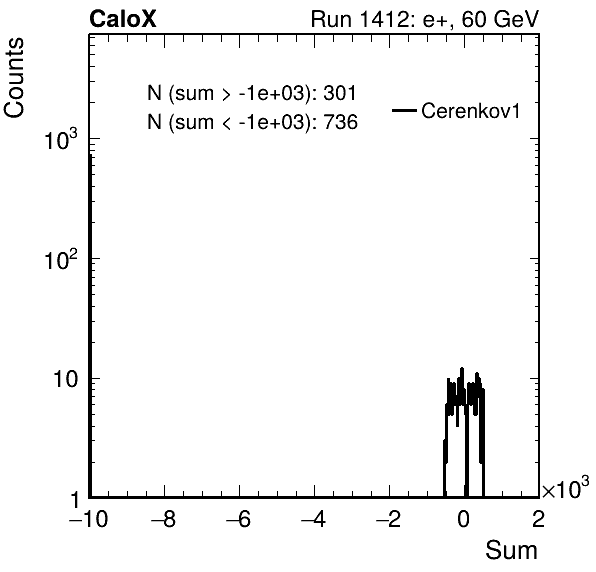 CaloX Run 1412: e+, 60 GeV
Counts
N (sum > -1e+03): 301
N (sum < -1e+03): 736
Cerenkov1
10³
10²
10
1
−10 −8 −6 −4 −2 0 2
×10³
Sum